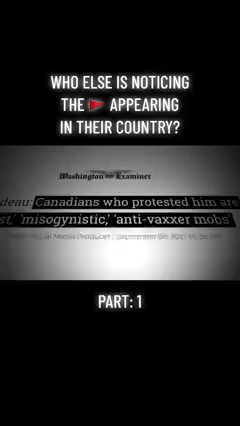 WHO ELSE IS NOTICING
THE 🚩 APPEARING
IN THEIR COUNTRY?
Washington Examiner
deau: Canadians who protested him are
st,' 'misogynistic,' 'anti-vaxxer mobs'
PART: 1